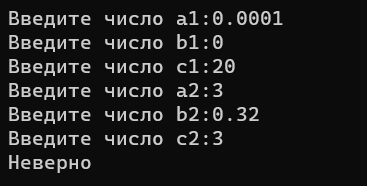 Введите число a1:0.0001
Введите число b1:0
Введите число c1:20
Введите число a2:3
Введите число b2:0.32
Введите число c2:3
Неверно